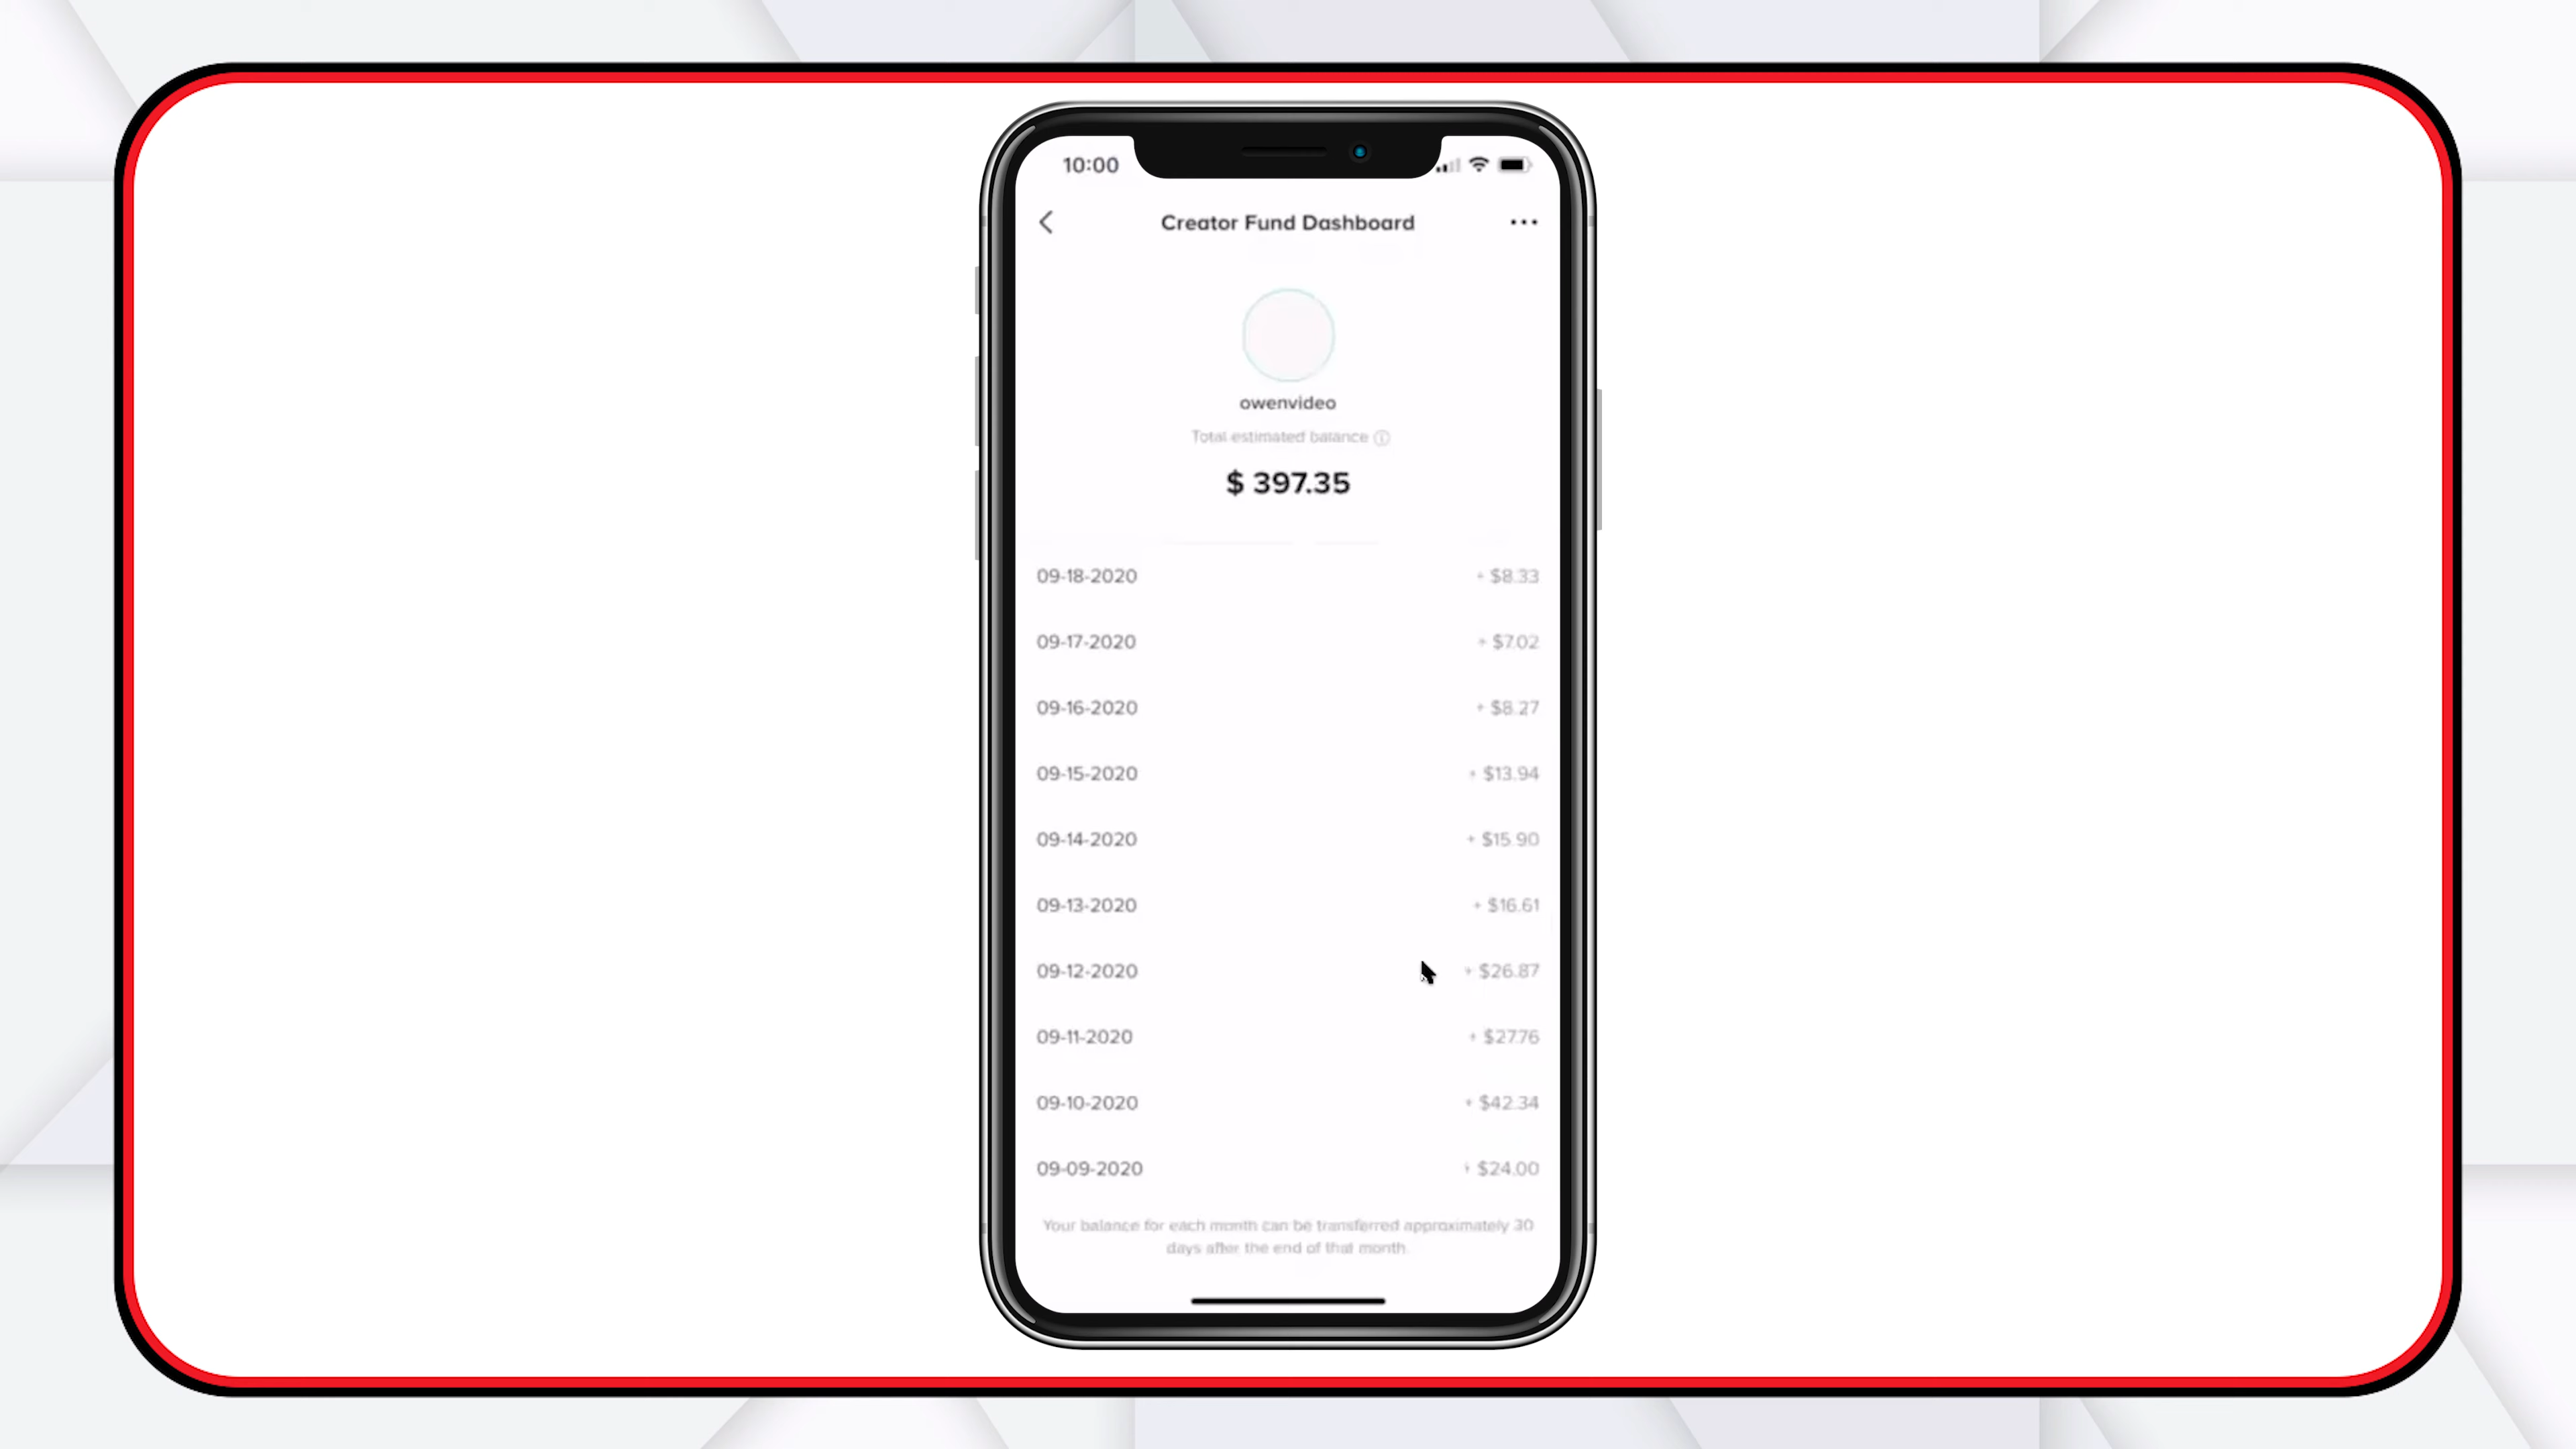 10:00
Creator Fund Dashboard
owenvideo
Total estimated balance
$ 397.35
09-18-2020 + $8.33
09-17-2020 + $7.02
09-16-2020 + $8.27
09-15-2020 + $13.94
09-14-2020 + $15.90
09-13-2020 + $16.61
09-12-2020 + $26.87
09-11-2020 + $27.76
09-10-2020 + $42.34
09-09-2020 + $24.00
Your balance for each month can be transferred approximately 30
days after the end of that month.